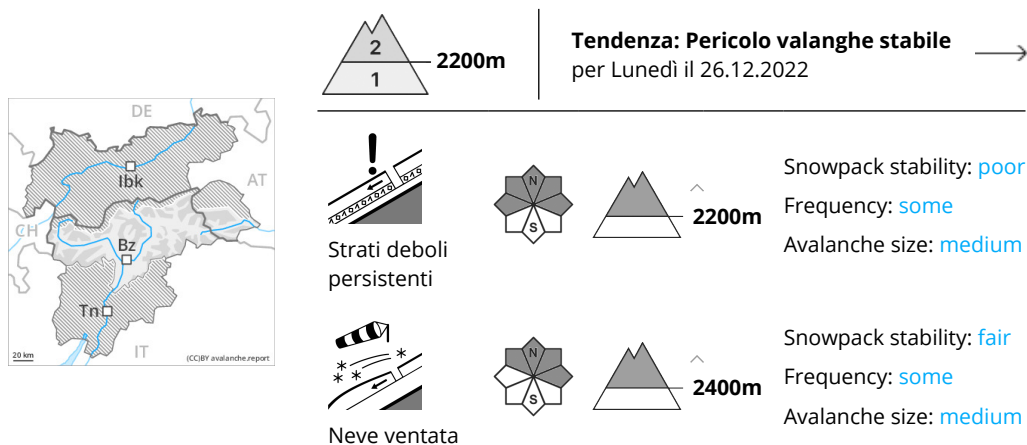 2
1
2200m
Tendenza: Pericolo valanghe stabile
per Lunedì il 26.12.2022
DE
Ibk
AT
CH
Bz
Tn
IT
20 km
(CC)BY avalanche.report
Strati deboli
persistenti
N
S
2200m
Snowpack stability: poor
Frequency: some
Avalanche size: medium
Neve ventata
N
S
2400m
Snowpack stability: fair
Frequency: some
Avalanche size: medium